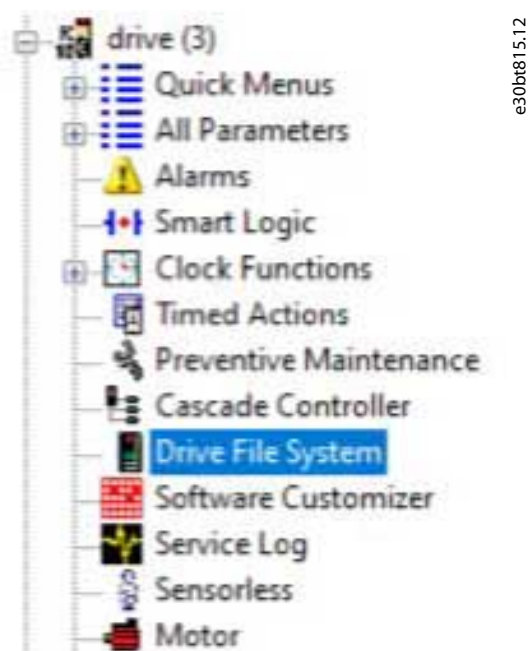 drive (3)
Quick Menus
All Parameters
Alarms
Smart Logic
Clock Functions
Timed Actions
Preventive Maintenance
Cascade Controller
Drive File System
Software Customizer
Service Log
Sensorless
Motor
e30bt815.12